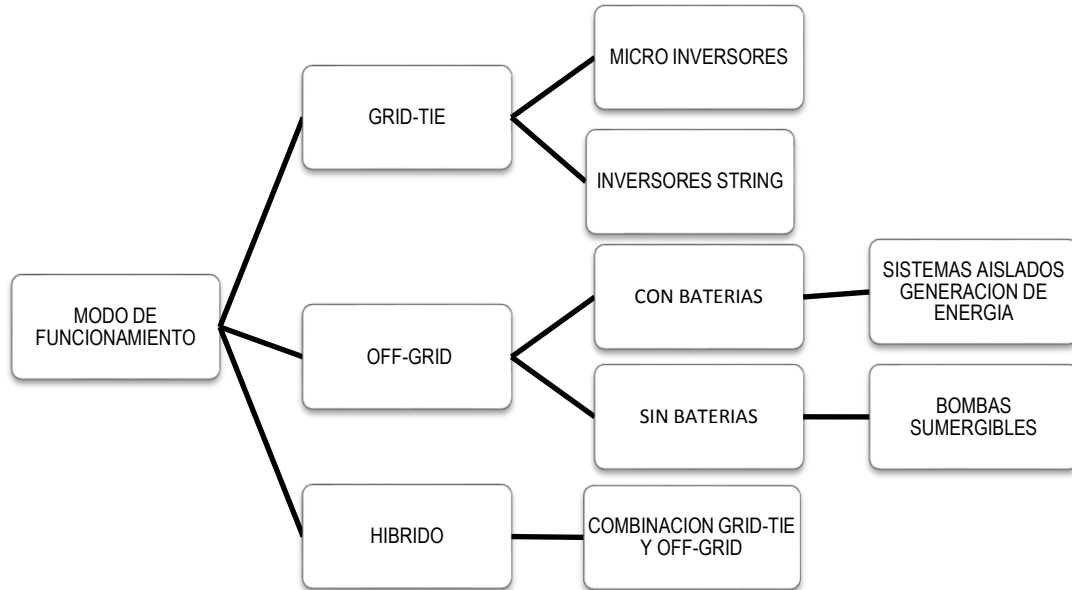 MODO DE
FUNCIONAMIENTO
GRID-TIE
MICRO INVERSORES
INVERSORES STRING
OFF-GRID
CON BATERIAS
SISTEMAS AISLADOS
GENERACION DE
ENERGIA
SIN BATERIAS
BOMBAS
SUMERGIBLES
HIBRIDO
COMBINACION GRID-TIE
Y OFF-GRID